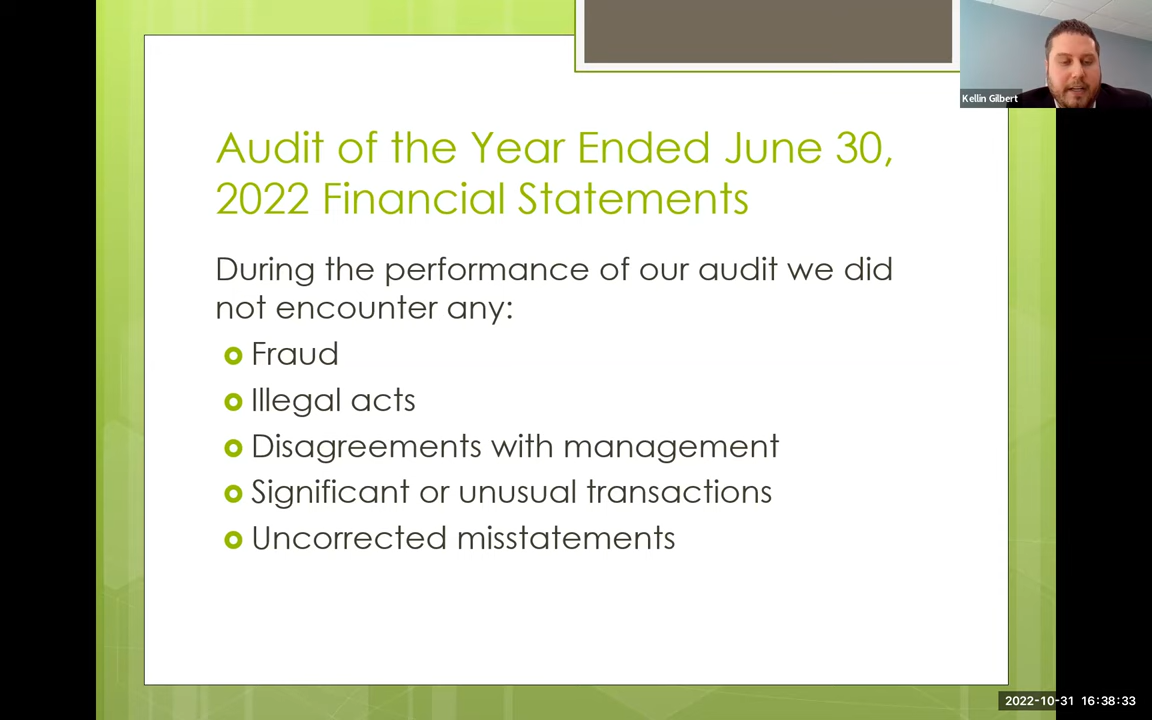 Kellin Gilbert
Audit of the Year Ended June 30,
2022 Financial Statements
During the performance of our audit we did
not encounter any:
Fraud
Illegal acts
Disagreements with management
Significant or unusual transactions
Uncorrected misstatements
2022-10-31 16:38:33